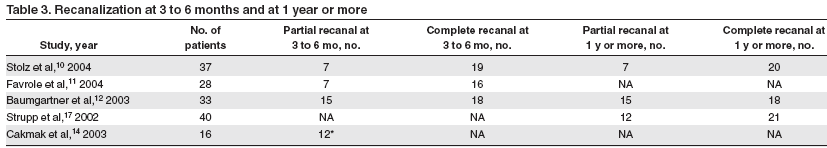 Table 3. Recanalization at 3 to 6 months and at 1 year or more
Study, year No. of patients Partial recanal at 3 to 6 mo, no. Complete recanal at 3 to 6 mo, no. Partial recanal at 1 y or more, no. Complete recanal at 1 y or more, no.
Stolz et al,10 2004 37 7 19 7 20
Favrole et al,11 2004 28 7 16 NA NA
Baumgartner et al,12 2003 33 15 18 15 18
Strupp et al,17 2002 40 NA NA 12 21
Cakmak et al,14 2003 16 12* NA NA NA